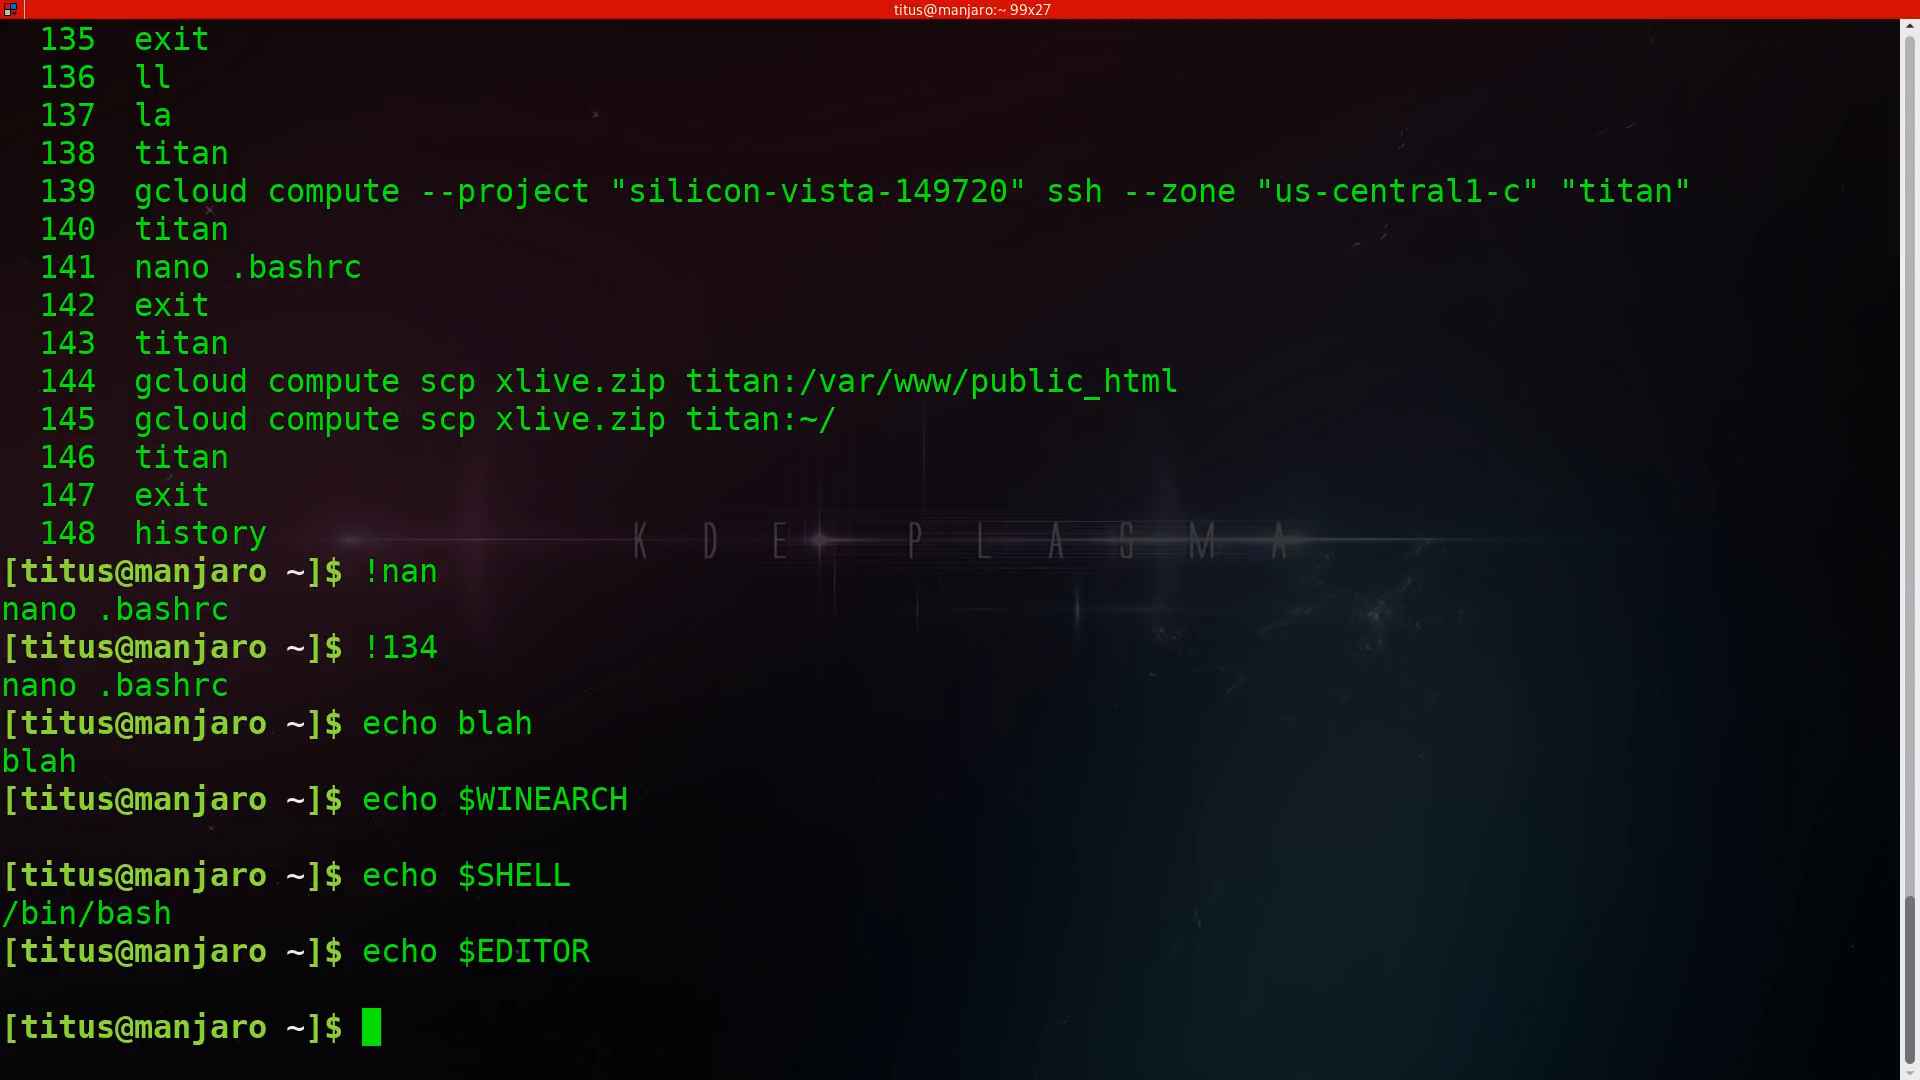 titus@manjaro:~ 99x27
135 exit
136 ll
137 la
138 titan
139 gcloud compute --project "silicon-vista-149720" ssh --zone "us-central1-c" "titan"
140 titan
141 nano .bashrc
142 exit
143 titan
144 gcloud compute scp xlive.zip titan:/var/www/public_html
145 gcloud compute scp xlive.zip titan:~/
146 titan
147 exit
148 history
KDE PLASMA
[titus@manjaro ~]$ !nan
nano .bashrc
[titus@manjaro ~]$ !134
nano .bashrc
[titus@manjaro ~]$ echo blah
blah
[titus@manjaro ~]$ echo $WINEARCH
[titus@manjaro ~]$ echo $SHELL
/bin/bash
[titus@manjaro ~]$ echo $EDITOR
[titus@manjaro ~]$